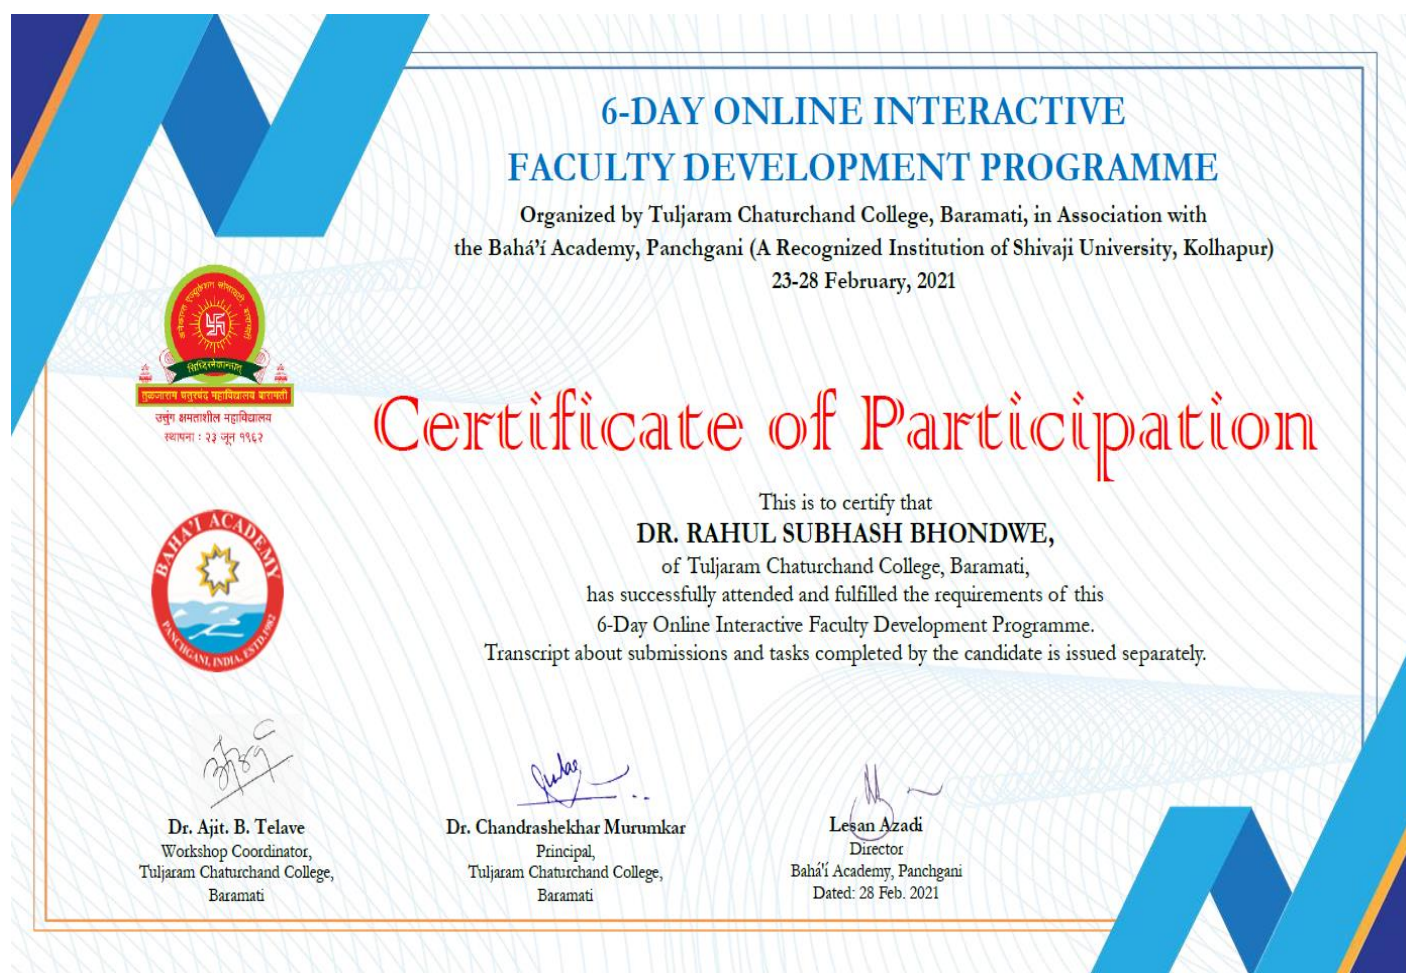 6-DAY ONLINE INTERACTIVE
FACULTY DEVELOPMENT PROGRAMME
Organized by Tuljaram Chaturchand College, Baramati, in Association with
the Bahá'í Academy, Panchgani (A Recognized Institution of Shivaji University, Kolhapur)
23-28 February, 2021
तुळजाराम चतुरचंद महाविद्यालय बारामती
उत्तुंग क्षमताशील महाविद्यालय
स्थापना : २३ जून १९६२
Certificate of Participation
This is to certify that
DR. RAHUL SUBHASH BHONDWE,
of Tuljaram Chaturchand College, Baramati,
has successfully attended and fulfilled the requirements of this
6-Day Online Interactive Faculty Development Programme.
Transcript about submissions and tasks completed by the candidate is issued separately.
BAHA'I ACADEMY
PANCHGANI, INDIA, ESTD.1982
Dr. Ajit. B. Telave
Workshop Coordinator,
Tuljaram Chaturchand College,
Baramati
Dr. Chandrashekhar Murumkar
Principal,
Tuljaram Chaturchand College,
Baramati
Lesan Azadi
Director
Bahá'í Academy, Panchgani
Dated: 28 Feb. 2021